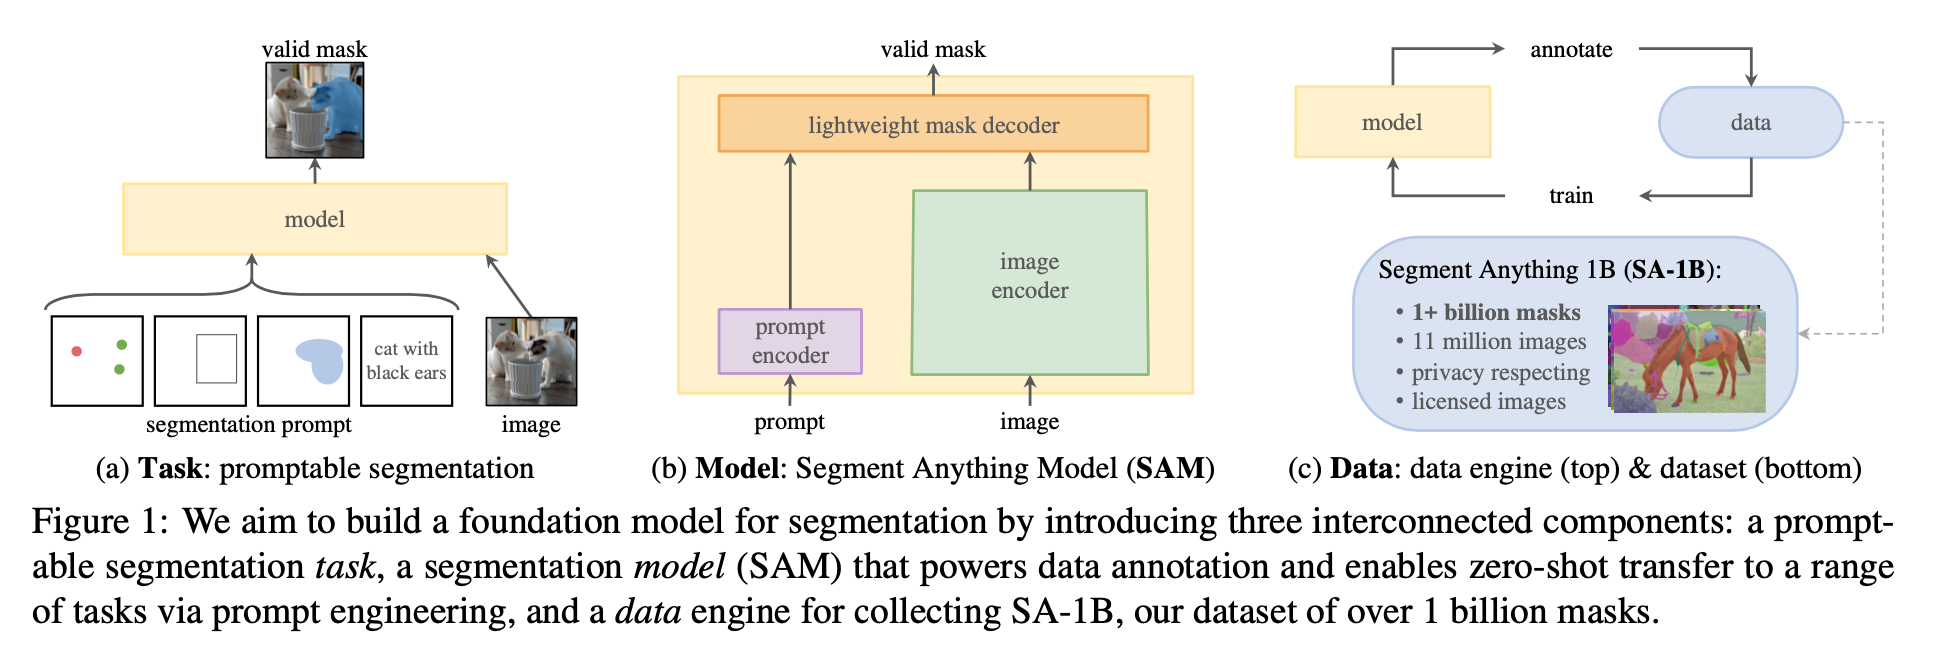 valid mask
model
cat with
black ears
segmentation prompt
image
(a) Task: promptable segmentation
valid mask
lightweight mask decoder
image
encoder
prompt
encoder
prompt
image
(b) Model: Segment Anything Model (SAM)
annotate
model
data
train
Segment Anything 1B (SA-1B):
• 1+ billion masks
• 11 million images
• privacy respecting
• licensed images
(c) Data: data engine (top) & dataset (bottom)
Figure 1: We aim to build a foundation model for segmentation by introducing three interconnected components: a prompt-
able segmentation task, a segmentation model (SAM) that powers data annotation and enables zero-shot transfer to a range
of tasks via prompt engineering, and a data engine for collecting SA-1B, our dataset of over 1 billion masks.